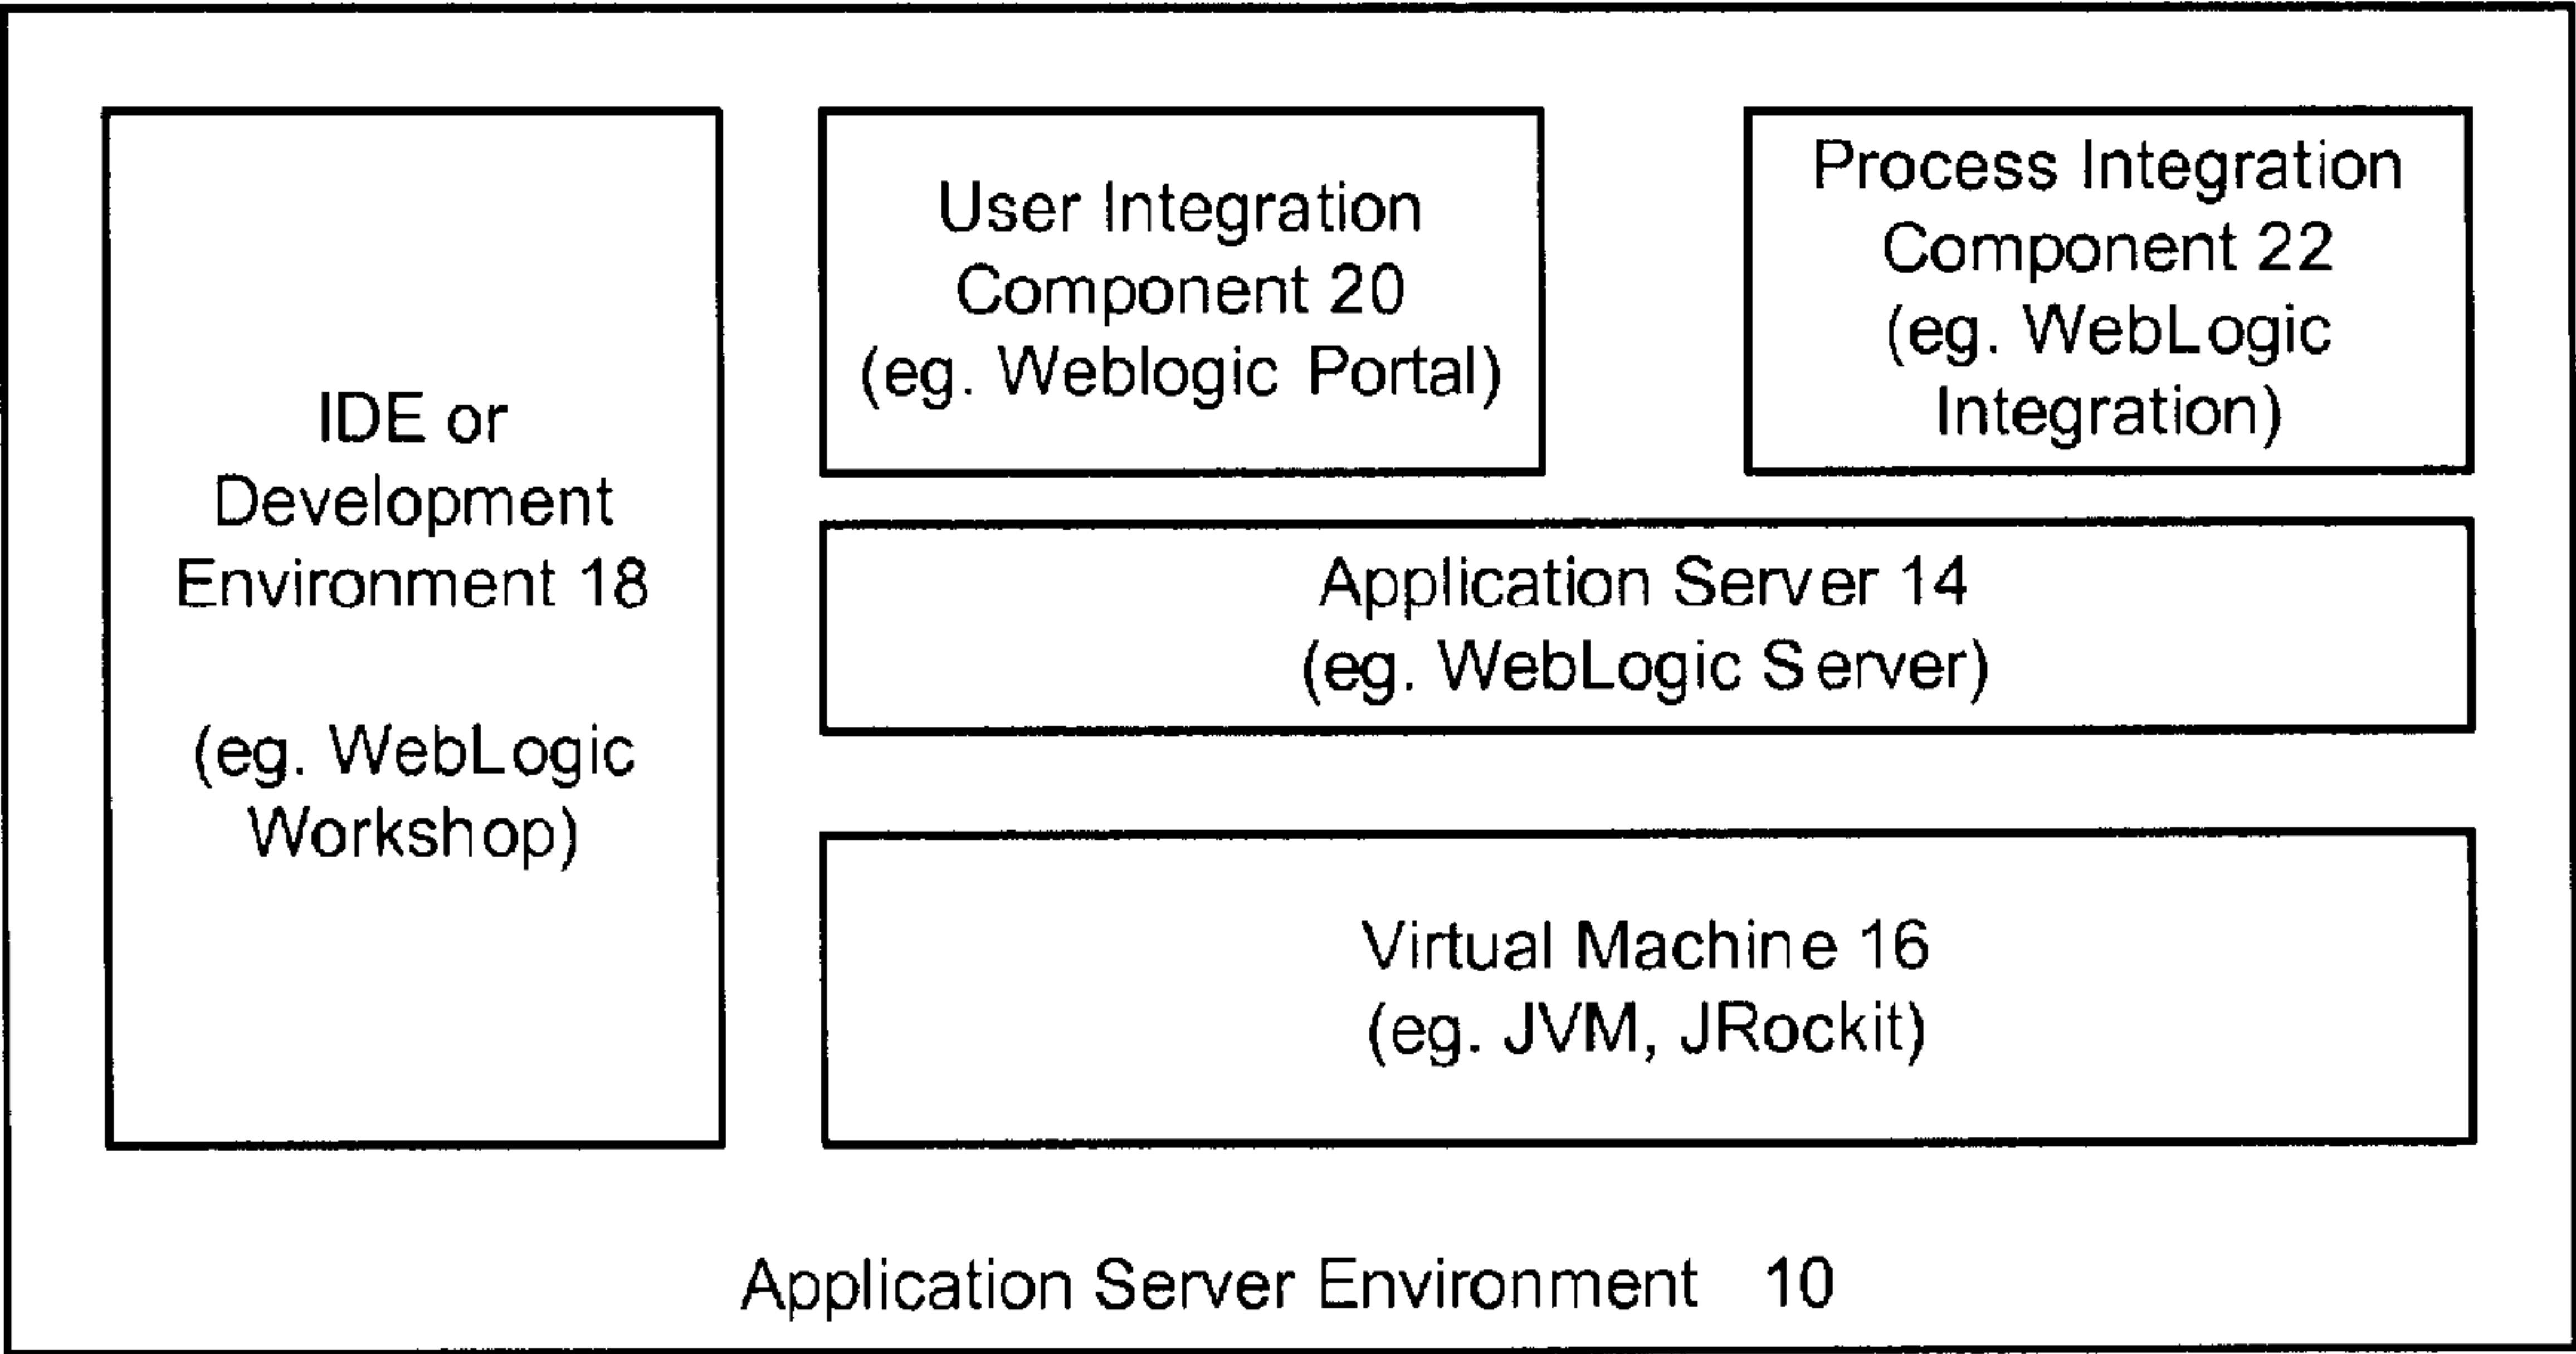 IDE or
Development
Environment 18
(eg. WebLogic
Workshop)
User Integration
Component 20
(eg. Weblogic Portal)
Process Integration
Component 22
(eg. WebLogic
Integration)
Application Server 14
(eg. WebLogic Server)
Virtual Machine 16
(eg. JVM, JRockit)
Application Server Environment 10